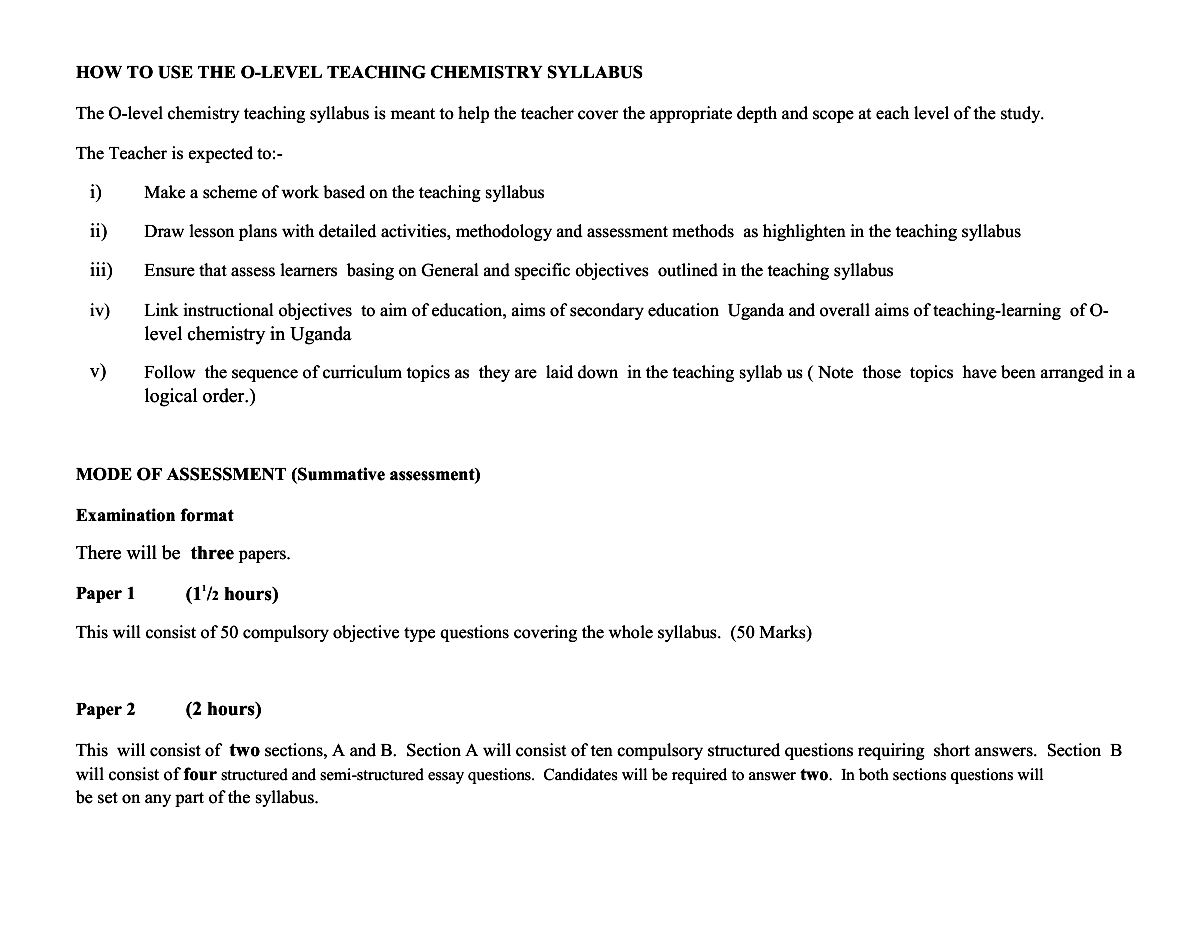 HOW TO USE THE O-LEVEL TEACHING CHEMISTRY SYLLABUS
The O-level chemistry teaching syllabus is meant to help the teacher cover the appropriate depth and scope at each level of the study.
The Teacher is expected to:-
i) Make a scheme of work based on the teaching syllabus
ii) Draw lesson plans with detailed activities, methodology and assessment methods as highlighten in the teaching syllabus
iii) Ensure that assess learners basing on General and specific objectives outlined in the teaching syllabus
iv) Link instructional objectives to aim of education, aims of secondary education Uganda and overall aims of teaching-learning of O-
level chemistry in Uganda
v) Follow the sequence of curriculum topics as they are laid down in the teaching syllab us ( Note those topics have been arranged in a
logical order.)
MODE OF ASSESSMENT (Summative assessment)
Examination format
There will be three papers.
Paper 1 (1¹/2 hours)
This will consist of 50 compulsory objective type questions covering the whole syllabus. (50 Marks)
Paper 2 (2 hours)
This will consist of two sections, A and B. Section A will consist of ten compulsory structured questions requiring short answers. Section B
will consist of four structured and semi-structured essay questions. Candidates will be required to answer two. In both sections questions will
be set on any part of the syllabus.